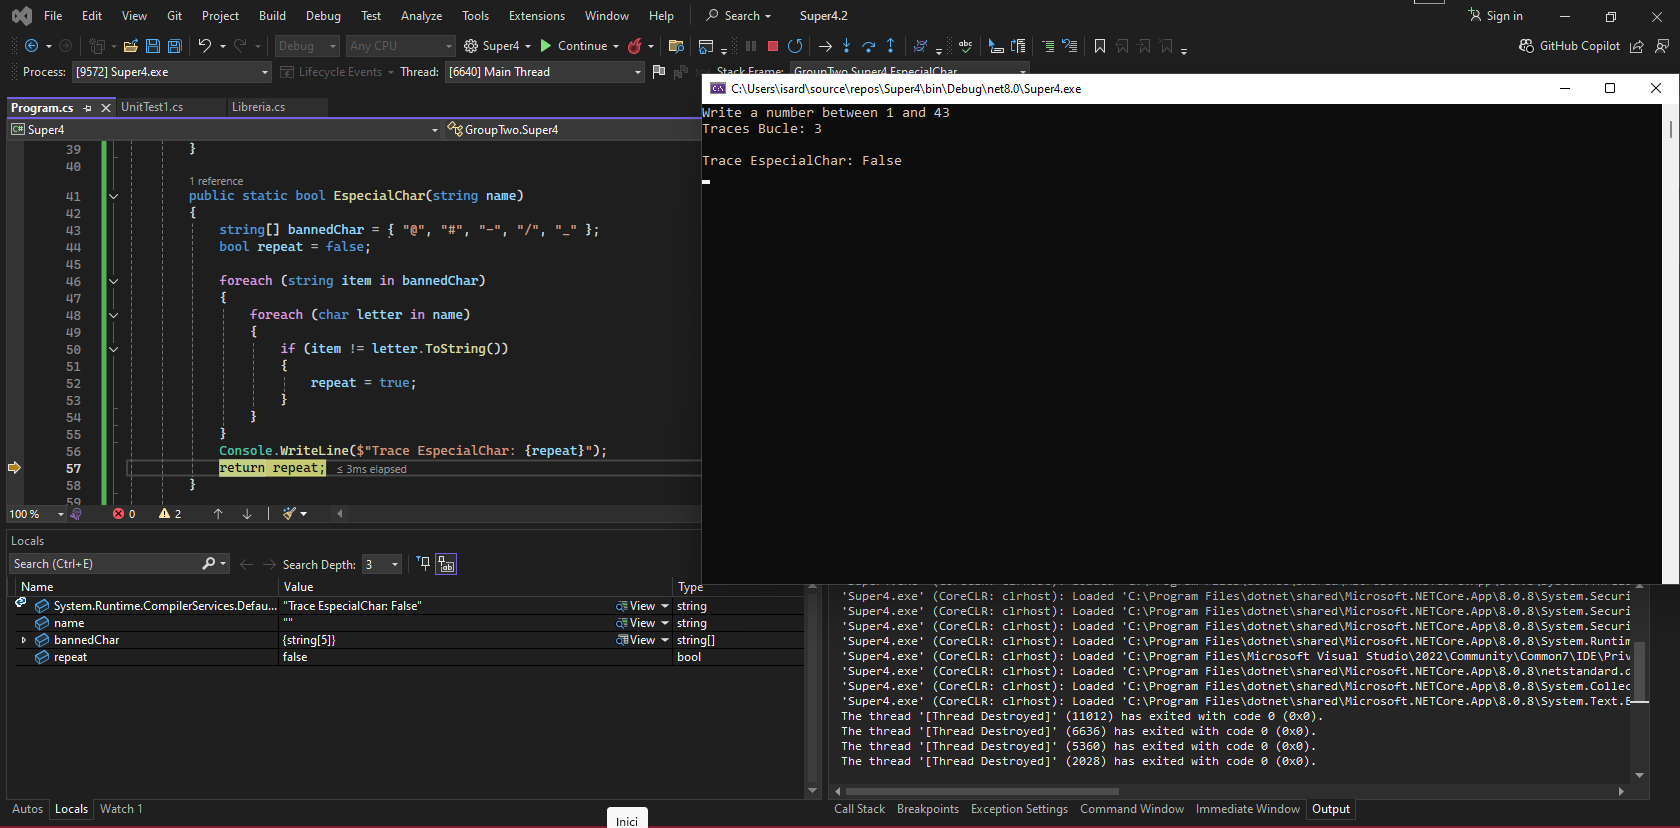 File Edit View Git Project Build Debug Test Analyze Tools Extensions Window Help Search Super4.2 Sign in
Debug Any CPU Super4 Continue GitHub Copilot
Process: [9572] Super4.exe Lifecycle Events Thread: [6640] Main Thread Stack Frame: GroupTwo.Super4.EspecialChar
C:\Users\isard\source\repos\Super4\bin\Debug\net8.0\Super4.exe
Write a number between 1 and 43
Traces Bucle: 3
Trace EspecialChar: False
Program.cs UnitTest1.cs Libreria.cs
Super4 GroupTwo.Super4
39 }
40
1 reference
41 public static bool EspecialChar(string name)
42 {
43 string[] bannedChar = { "@", "#", "-", "/", "_" };
44 bool repeat = false;
45
46 foreach (string item in bannedChar)
47 {
48 foreach (char letter in name)
49 {
50 if (item != letter.ToString())
51 {
52 repeat = true;
53 }
54 }
55 }
56 Console.WriteLine($"Trace EspecialChar: {repeat}");
57 return repeat; ≤ 3ms elapsed
58 }
59
100 % 0 2
Locals
Search (Ctrl+E) Search Depth: 3
Name Value Type
System.Runtime.CompilerServices.Defau... "Trace EspecialChar: False" View string
name "" View string
bannedChar {string[5]} View string[]
repeat false bool
Autos Locals Watch 1
'Super4.exe' (CoreCLR: clrhost): Loaded 'C:\Program Files\dotnet\shared\Microsoft.NETCore.App\8.0.8\System.Securi
'Super4.exe' (CoreCLR: clrhost): Loaded 'C:\Program Files\dotnet\shared\Microsoft.NETCore.App\8.0.8\System.Securi
'Super4.exe' (CoreCLR: clrhost): Loaded 'C:\Program Files\dotnet\shared\Microsoft.NETCore.App\8.0.8\System.Securi
'Super4.exe' (CoreCLR: clrhost): Loaded 'C:\Program Files\dotnet\shared\Microsoft.NETCore.App\8.0.8\System.Runtim
'Super4.exe' (CoreCLR: clrhost): Loaded 'C:\Program Files\Microsoft Visual Studio\2022\Community\Common7\IDE\Priv
'Super4.exe' (CoreCLR: clrhost): Loaded 'C:\Program Files\dotnet\shared\Microsoft.NETCore.App\8.0.8\netstandard.d
'Super4.exe' (CoreCLR: clrhost): Loaded 'C:\Program Files\dotnet\shared\Microsoft.NETCore.App\8.0.8\System.Collec
'Super4.exe' (CoreCLR: clrhost): Loaded 'C:\Program Files\dotnet\shared\Microsoft.NETCore.App\8.0.8\System.Text.E
The thread '[Thread Destroyed]' (11012) has exited with code 0 (0x0).
The thread '[Thread Destroyed]' (6636) has exited with code 0 (0x0).
The thread '[Thread Destroyed]' (5360) has exited with code 0 (0x0).
The thread '[Thread Destroyed]' (2028) has exited with code 0 (0x0).
Call Stack Breakpoints Exception Settings Command Window Immediate Window Output
Inici